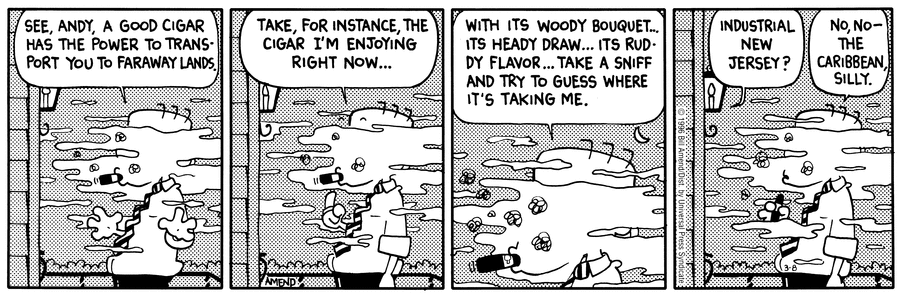 SEE, ANDY, A GOOD CIGAR
HAS THE POWER TO TRANS-
PORT YOU TO FARAWAY LANDS.
TAKE, FOR INSTANCE, THE
CIGAR I'M ENJOYING
RIGHT NOW...
AMEND
WITH ITS WOODY BOUQUET...
ITS HEADY DRAW... ITS RUD-
DY FLAVOR... TAKE A SNIFF
AND TRY TO GUESS WHERE
IT'S TAKING ME.
© 1996 Bill Amend/Dist. by Universal Press Syndicate
INDUSTRIAL
NEW
JERSEY?
NO, NO—
THE
CARIBBEAN,
SILLY.
3-8